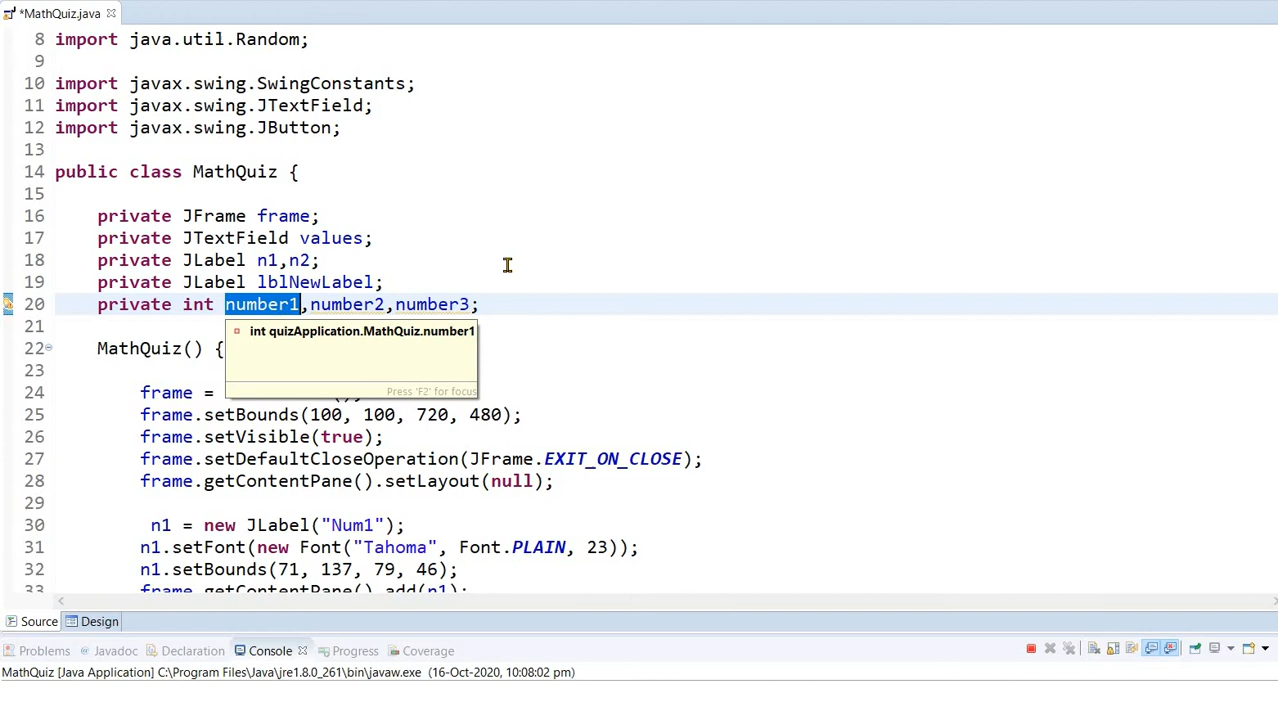 *MathQuiz.java
8 import java.util.Random;
9
10 import javax.swing.SwingConstants;
11 import javax.swing.JTextField;
12 import javax.swing.JButton;
13
14 public class MathQuiz {
15
16 private JFrame frame;
17 private JTextField values;
18 private JLabel n1,n2;
19 private JLabel lblNewLabel;
20 private int number1,number2,number3;
21
int quizApplication.MathQuiz.number1
22 MathQuiz() {
23
Press 'F2' for focus
24 frame = ();
25 frame.setBounds(100, 100, 720, 480);
26 frame.setVisible(true);
27 frame.setDefaultCloseOperation(JFrame.EXIT_ON_CLOSE);
28 frame.getContentPane().setLayout(null);
29
30 n1 = new JLabel("Num1");
31 n1.setFont(new Font("Tahoma", Font.PLAIN, 23));
32 n1.setBounds(71, 137, 79, 46);
33 frame.getContentPane().add(n1);
Source Design
Problems @ Javadoc Declaration Console Progress Coverage
MathQuiz [Java Application] C:\Program Files\Java\jre1.8.0_261\bin\javaw.exe (16-Oct-2020, 10:08:02 pm)